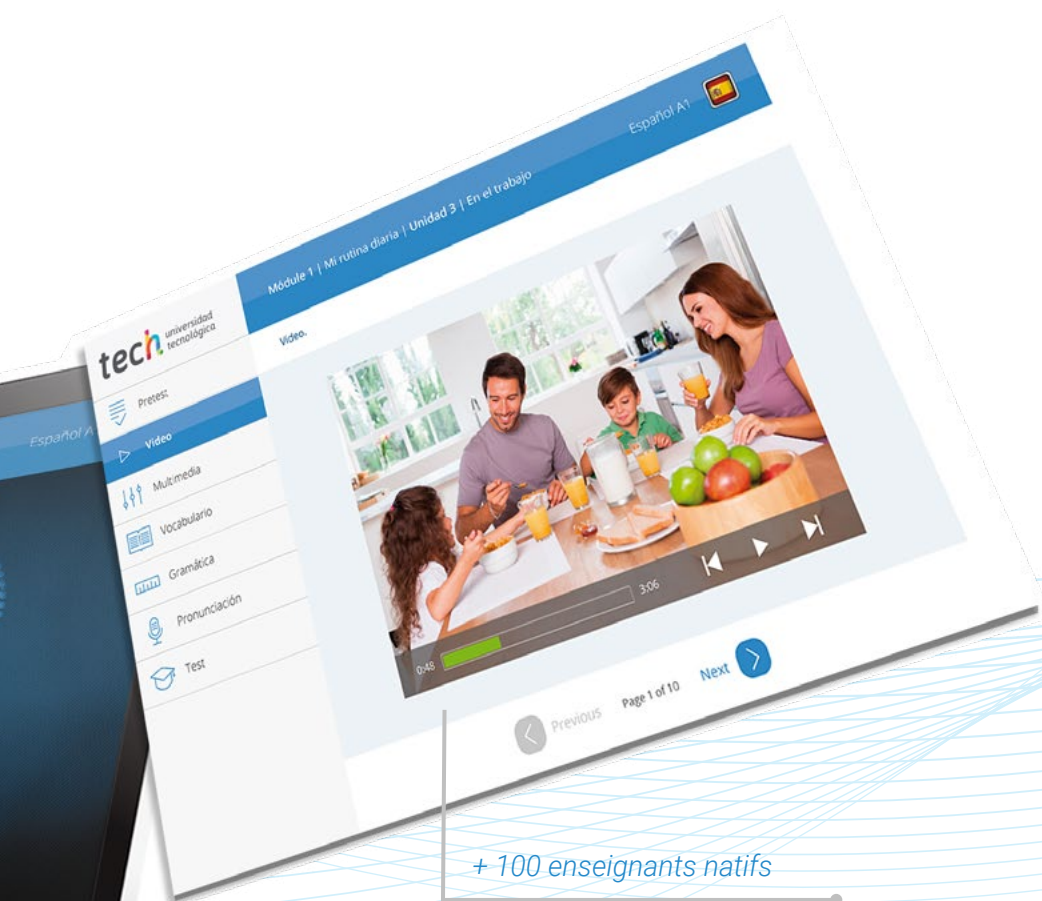 Español A1
Módule 1 | Mi rutina diaria | Unidad 3 | En el trabajo
tech universidad
tecnológica
Video.
Pretest
Video
Multimedia
Vocabulario
Gramática
Pronunciación
Test
Español A
0:48
3:06
Previous
Page 1 of 10
Next
+ 100 enseignants natifs